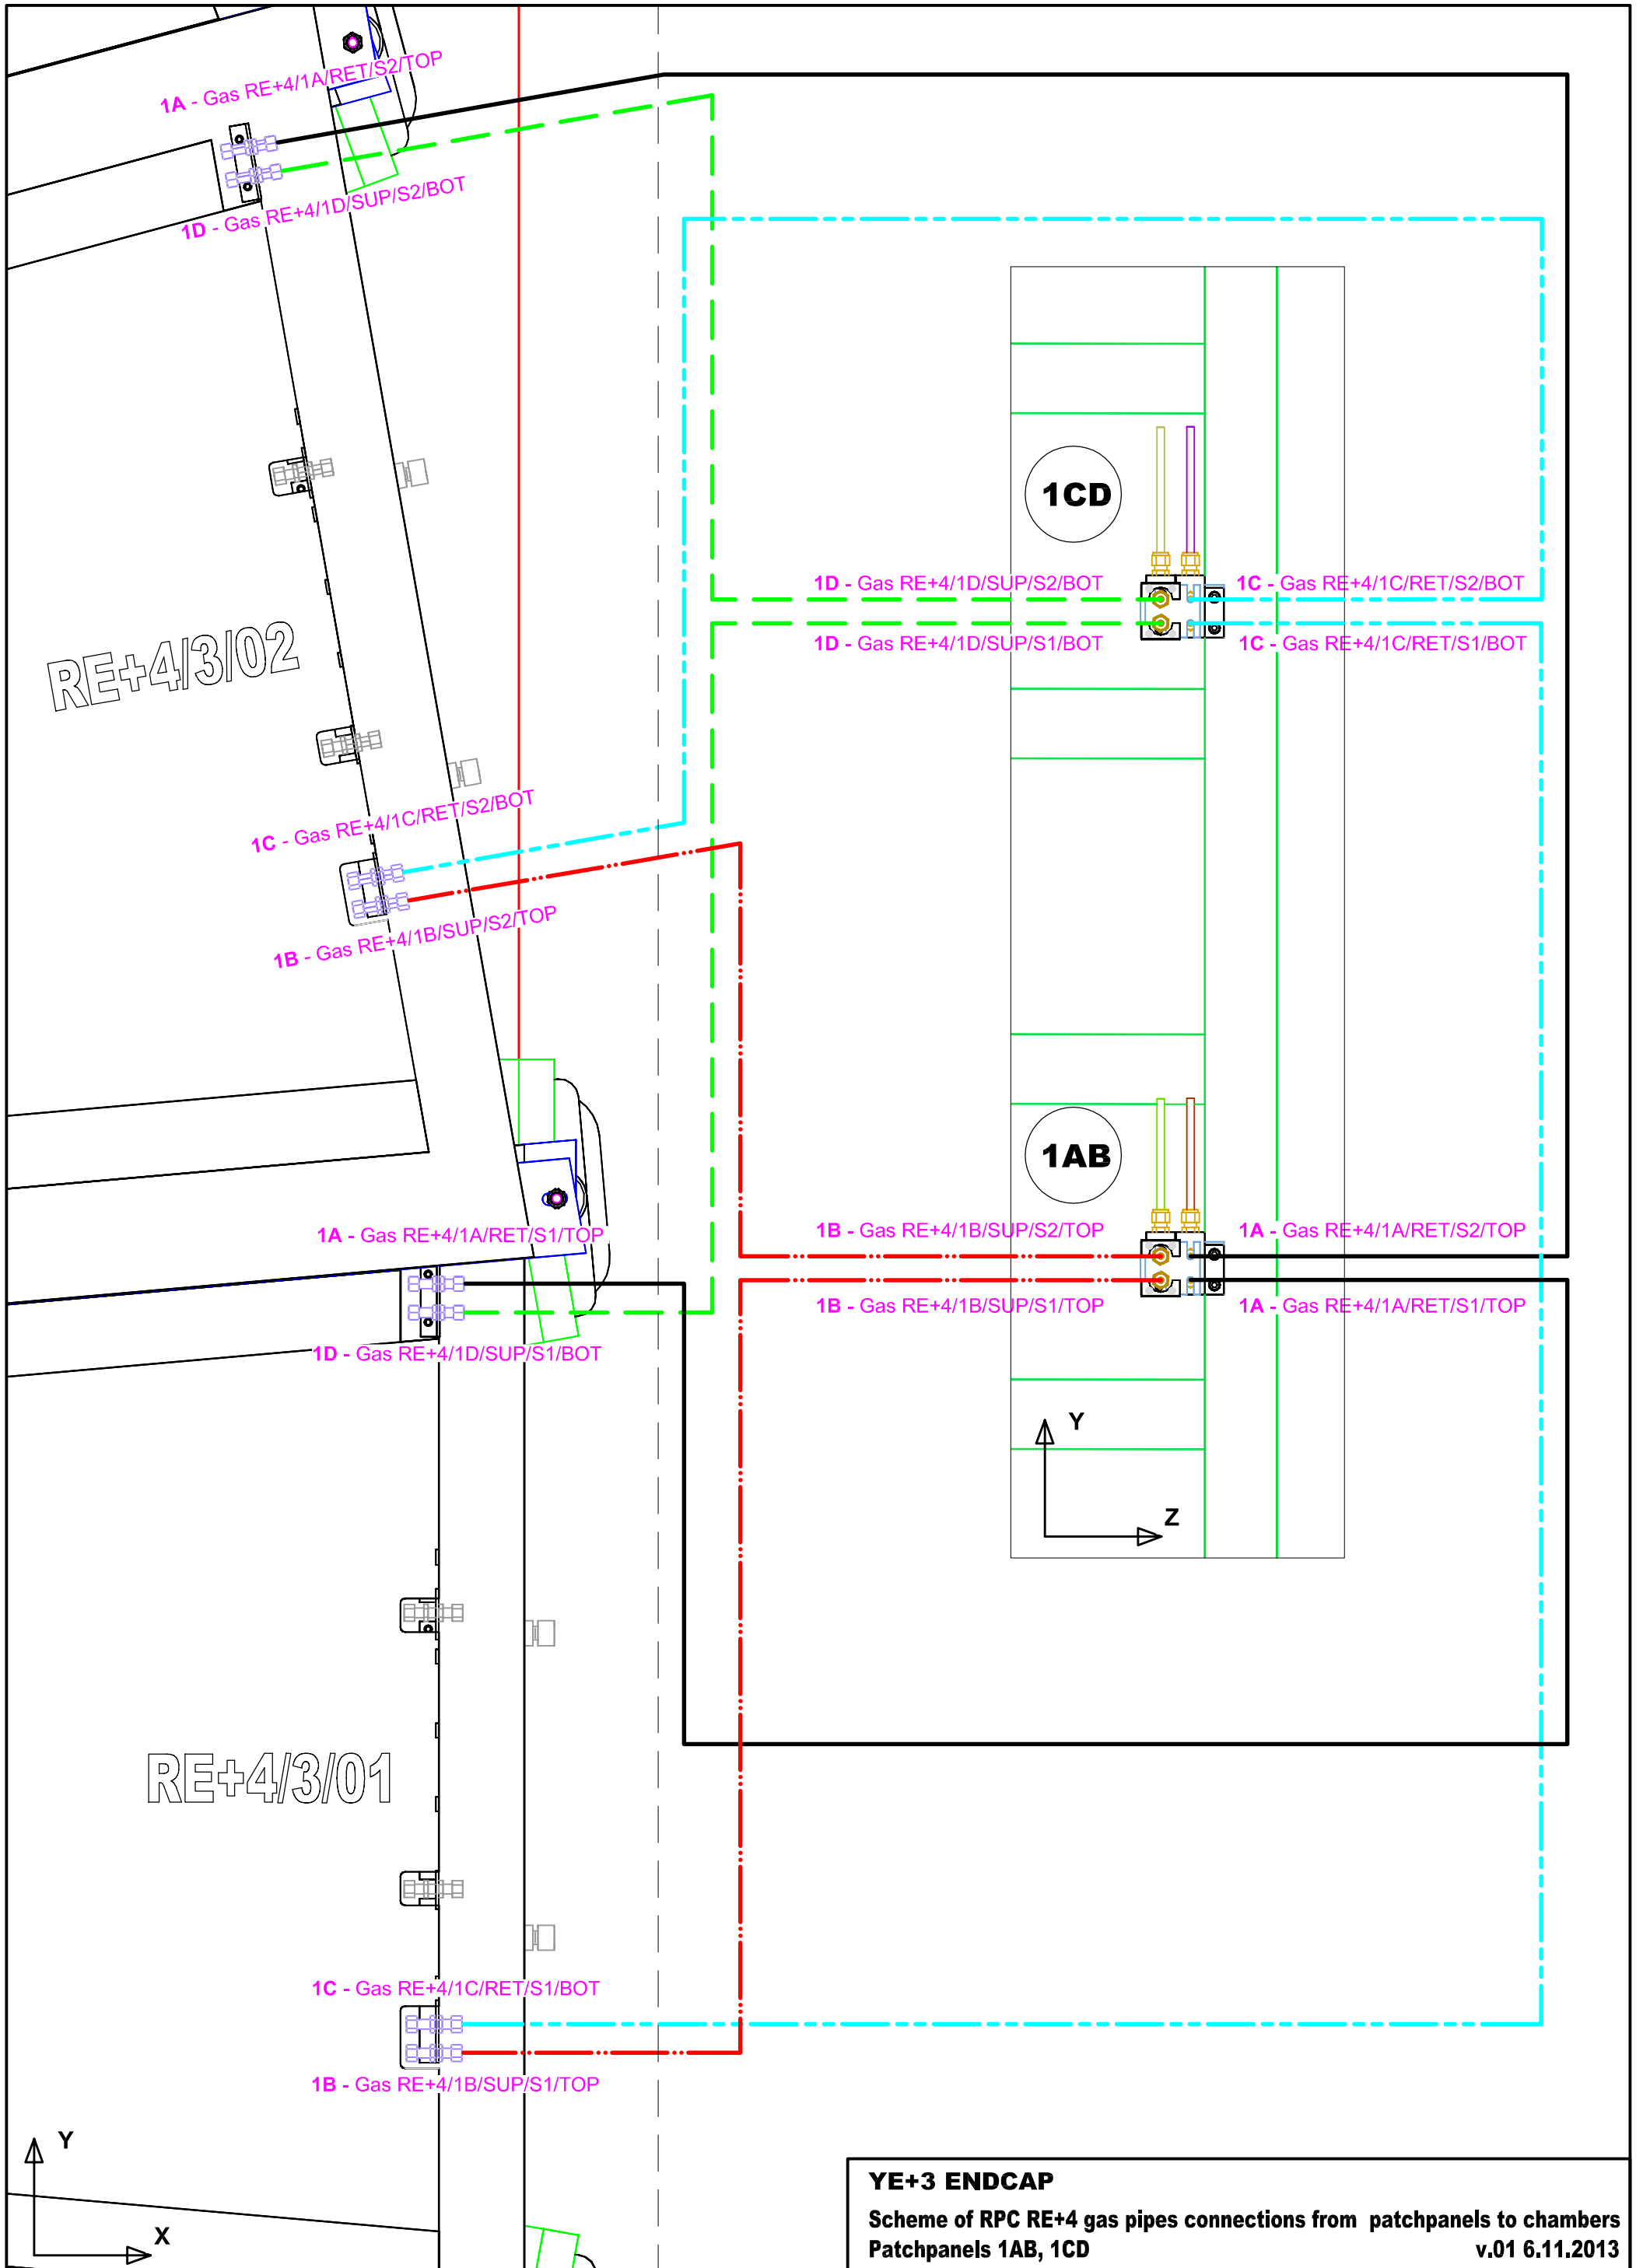 1A - Gas RE+4/1A/RET/S2/TOP
1D - Gas RE+4/1D/SUP/S2/BOT
1CD
1D - Gas RE+4/1D/SUP/S2/BOT
1C - Gas RE+4/1C/RET/S2/BOT
1D - Gas RE+4/1D/SUP/S1/BOT
1C - Gas RE+4/1C/RET/S1/BOT
RE+4/3/02
1C - Gas RE+4/1C/RET/S2/BOT
1B - Gas RE+4/1B/SUP/S2/TOP
1AB
1A - Gas RE+4/1A/RET/S1/TOP
1B - Gas RE+4/1B/SUP/S2/TOP
1A - Gas RE+4/1A/RET/S2/TOP
1B - Gas RE+4/1B/SUP/S1/TOP
1A - Gas RE+4/1A/RET/S1/TOP
1D - Gas RE+4/1D/SUP/S1/BOT
Y
Z
RE+4/3/01
1C - Gas RE+4/1C/RET/S1/BOT
1B - Gas RE+4/1B/SUP/S1/TOP
Y
X
YE+3 ENDCAP
Scheme of RPC RE+4 gas pipes connections from patchpanels to chambers
Patchpanels 1AB, 1CD
v.01 6.11.2013